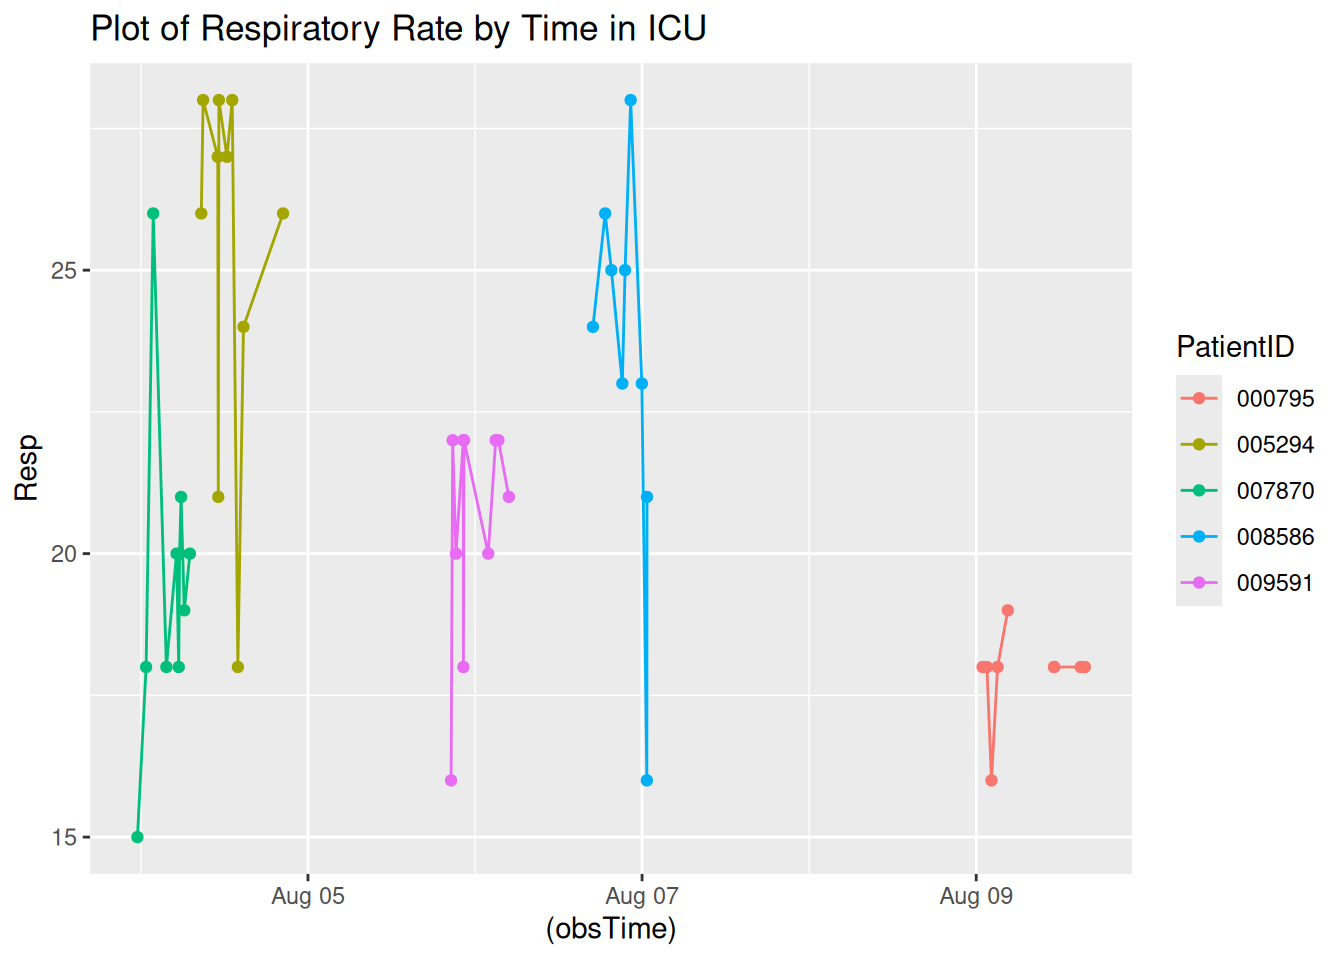 Plot of Respiratory Rate by Time in ICU
25
20
15
Resp
Aug 05
Aug 07
Aug 09
(obsTime)
PatientID
000795
005294
007870
008586
009591